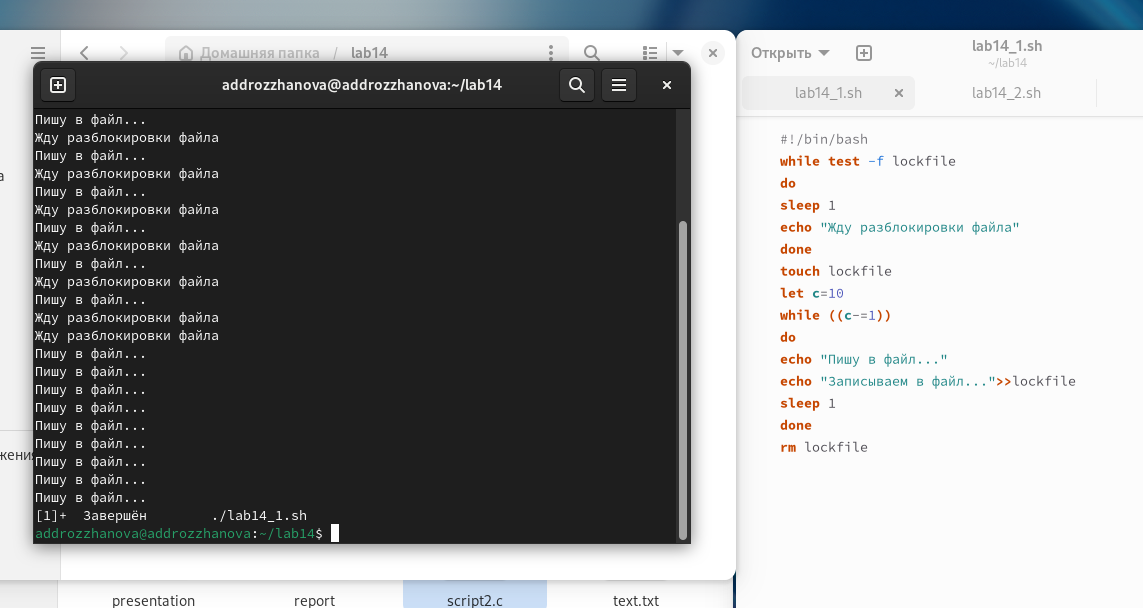 Домашняя папка / lab14
addrozzhanova@addrozzhanova:~/lab14
Пишу в файл...
Жду разблокировки файла
Пишу в файл...
Жду разблокировки файла
Пишу в файл...
Жду разблокировки файла
Пишу в файл...
Жду разблокировки файла
Пишу в файл...
Жду разблокировки файла
Пишу в файл...
Жду разблокировки файла
Жду разблокировки файла
Пишу в файл...
Пишу в файл...
Пишу в файл...
Пишу в файл...
Пишу в файл...
Пишу в файл...
Пишу в файл...
Пишу в файл...
Пишу в файл...
[1]+  Завершён        ./lab14_1.sh
addrozzhanova@addrozzhanova:~/lab14$
а
жения
presentation
report
script2.c
text.txt
Открыть
lab14_1.sh
~/lab14
lab14_1.sh
lab14_2.sh
#!/bin/bash
while test -f lockfile
do
sleep 1
echo "Жду разблокировки файла"
done
touch lockfile
let c=10
while ((c-=1))
do
echo "Пишу в файл..."
echo "Записываем в файл...">>lockfile
sleep 1
done
rm lockfile